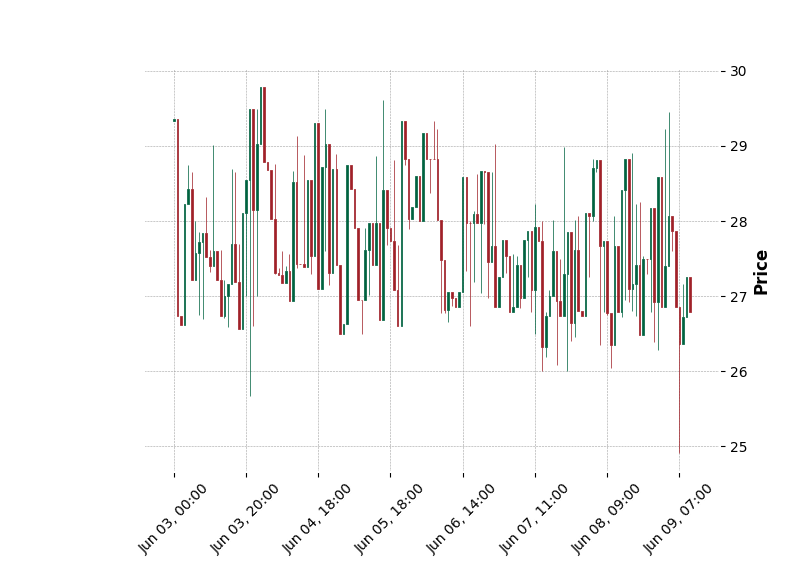 30
29
28
27
26
25
Price
Jun 03, 00:00
Jun 03, 20:00
Jun 04, 18:00
Jun 05, 18:00
Jun 06, 14:00
Jun 07, 11:00
Jun 08, 09:00
Jun 09, 07:00